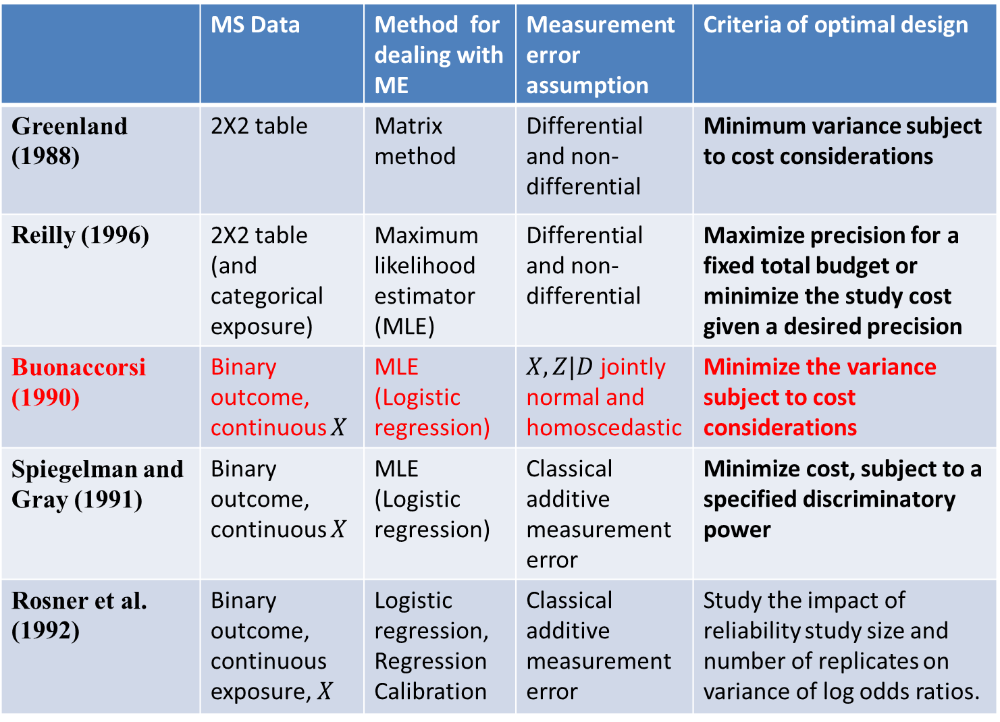 MS Data
Method for
dealing with
ME
Measurement
error
assumption
Criteria of optimal design
Greenland
(1988)
2X2 table
Matrix
method
Differential
and non-
differential
Minimum variance subject
to cost considerations
Reilly (1996)
2X2 table
(and
categorical
exposure)
Maximum
likelihood
estimator
(MLE)
Differential
and non-
differential
Maximize precision for a
fixed total budget or
minimize the study cost
given a desired precision
Buonaccorsi
(1990)
Binary
outcome,
continuous X
MLE
(Logistic
regression)
X, Z|D jointly
normal and
homoscedastic
Minimize the variance
subject to cost
considerations
Spiegelman and
Gray (1991)
Binary
outcome,
continuous X
MLE
(Logistic
regression)
Classical
additive
measurement
error
Minimize cost, subject to a
specified discriminatory
power
Rosner et al.
(1992)
Binary
outcome,
continuous
exposure, X
Logistic
regression,
Regression
Calibration
Classical
additive
measurement
error
Study the impact of
reliability study size and
number of replicates on
variance of log odds ratios.